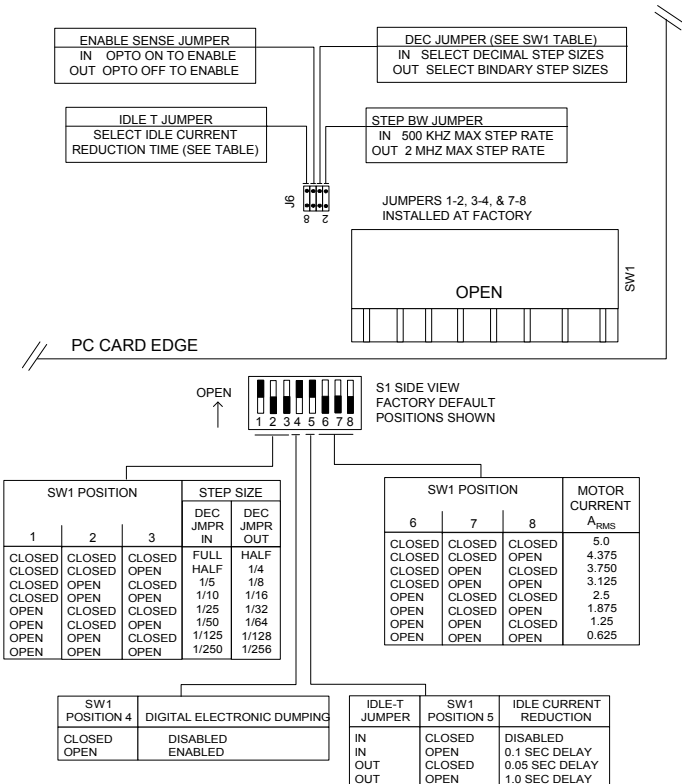 ENABLE SENSE JUMPER
IN OPTO ON TO ENABLE
OUT OPTO OFF TO ENABLE
DEC JUMPER (SEE SW1 TABLE)
IN SELECT DECIMAL STEP SIZES
OUT SELECT BINDARY STEP SIZES
IDLE T JUMPER
SELECT IDLE CURRENT
REDUCTION TIME (SEE TABLE)
STEP BW JUMPER
IN 500 KHZ MAX STEP RATE
OUT 2 MHZ MAX STEP RATE
J6
8 2
JUMPERS 1-2, 3-4, & 7-8
INSTALLED AT FACTORY
OPEN
SW1
PC CARD EDGE
OPEN
1 2 3 4 5 6 7 8
S1 SIDE VIEW
FACTORY DEFAULT
POSITIONS SHOWN
SW1 POSITION STEP SIZE
1 2 3 DEC JMPR IN DEC JMPR OUT
CLOSED CLOSED CLOSED FULL HALF
CLOSED CLOSED OPEN HALF 1/4
CLOSED OPEN CLOSED 1/5 1/8
CLOSED OPEN OPEN 1/10 1/16
OPEN CLOSED CLOSED 1/25 1/32
OPEN CLOSED OPEN 1/50 1/64
OPEN OPEN CLOSED 1/125 1/128
OPEN OPEN OPEN 1/250 1/256
SW1 POSITION MOTOR CURRENT
6 7 8 ARMS
CLOSED CLOSED CLOSED 5.0
CLOSED CLOSED OPEN 4.375
CLOSED OPEN CLOSED 3.750
CLOSED OPEN OPEN 3.125
OPEN CLOSED CLOSED 2.5
OPEN CLOSED OPEN 1.875
OPEN OPEN CLOSED 1.25
OPEN OPEN OPEN 0.625
SW1 POSITION 4 DIGITAL ELECTRONIC DUMPING
CLOSED DISABLED
OPEN ENABLED
IDLE-T JUMPER SW1 POSITION 5 IDLE CURRENT REDUCTION
IN CLOSED DISABLED
IN OPEN 0.1 SEC DELAY
OUT CLOSED 0.05 SEC DELAY
OUT OPEN 1.0 SEC DELAY